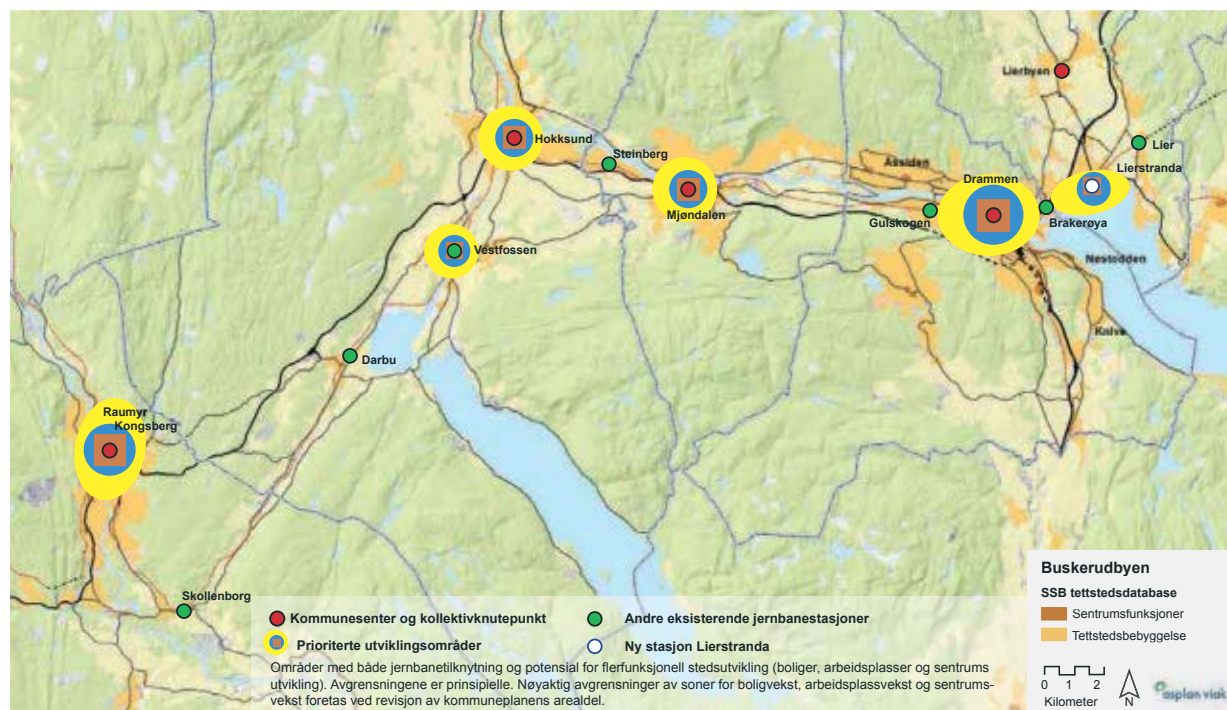 Lierbyen
Hokksund
Lier
Steinberg
Åssiden
Lierstranda
Drammen
Mjøndalen
Gulskogen
Brakerøya
Vestfossen
Nøstodden
Knive
Darbu
Raumyr
Kongsberg
Skollenborg
Kommunesenter og kollektivknutepunkt
Andre eksisterende jernbanestasjoner
Prioriterte utviklingsområder
Ny stasjon Lierstranda
Områder med både jernbanetilknytning og potensial for flerfunksjonell stedsutvikling (boliger, arbeidsplasser og sentrums
utvikling). Avgrensningene er prinsipielle. Nøyaktig avgrensninger av soner for boligvekst, arbeidsplassvekst og sentrums-
vekst foretas ved revisjon av kommuneplanens arealdel.
Buskerudbyen
SSB tettstedsdatabase
Sentrumsfunksjoner
Tettstedsbebyggelse
0 1 2
Kilometer
N
asplan viak